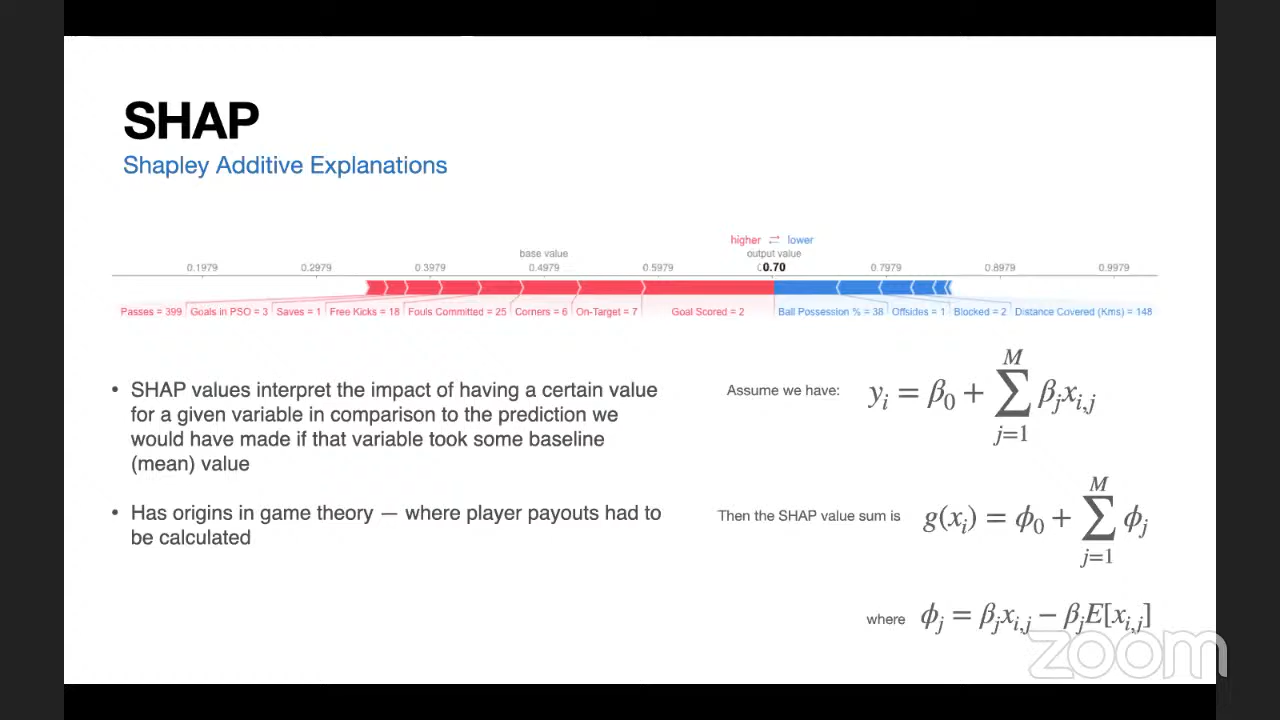 SHAP
Shapley Additive Explanations
higher ⇄ lower
base value output value
0.1979 0.2979 0.3979 0.4979 0.5979 0.70 0.7979 0.8979 0.9979
Passes = 399 Goals in PSO = 3 Saves = 1 Free Kicks = 18 Fouls Committed = 25 Corners = 6 On-Target = 7 Goal Scored = 2 Ball Possession % = 38 Offsides = 1 Blocked = 2 Distance Covered (Kms) = 148
• SHAP values interpret the impact of having a certain value
for a given variable in comparison to the prediction we
would have made if that variable took some baseline
(mean) value
• Has origins in game theory — where player payouts had to
be calculated
Assume we have: y_i = β_0 + ∑_{j=1}^{M} β_j x_{i,j}
Then the SHAP value sum is g(x_i) = ϕ_0 + ∑_{j=1}^{M} ϕ_j
where ϕ_j = β_j x_{i,j} − β_j E[x_{i,j}]
zoom